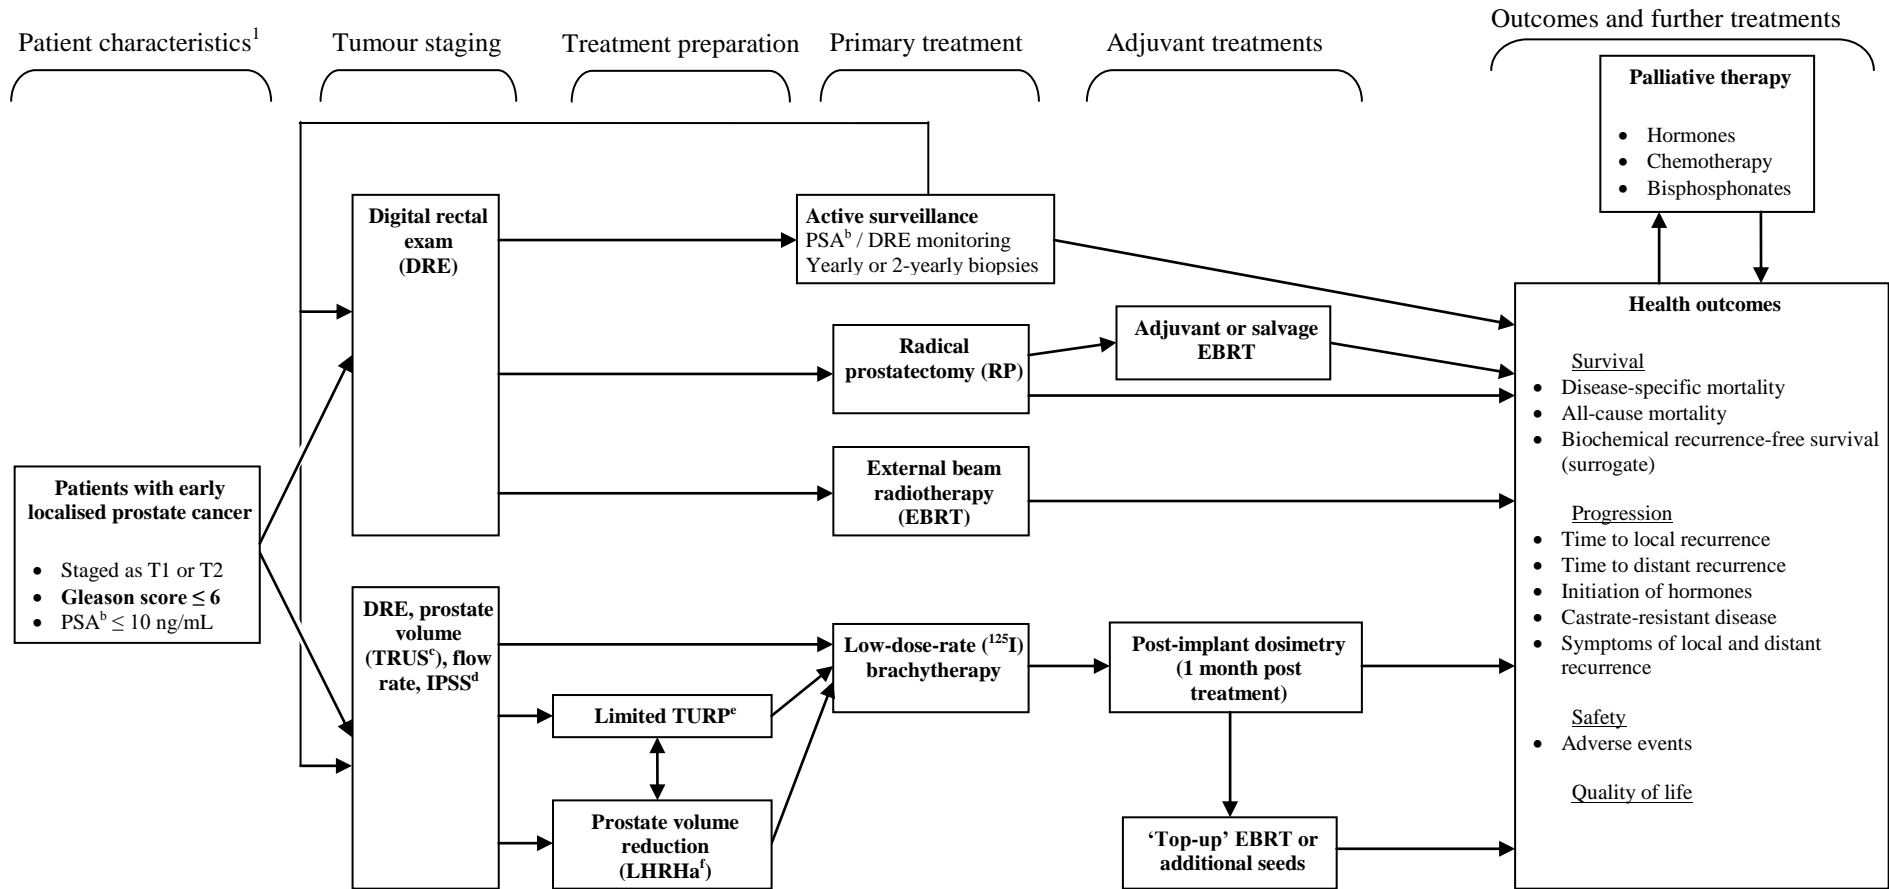 Patient characteristics¹
Tumour staging
Treatment preparation
Primary treatment
Adjuvant treatments
Outcomes and further treatments
Palliative therapy
• Hormones
• Chemotherapy
• Bisphosphonates
Digital rectal
exam
(DRE)
Active surveillance
PSAᵇ / DRE monitoring
Yearly or 2-yearly biopsies
Radical
prostatectomy (RP)
Adjuvant or salvage
EBRT
External beam
radiotherapy
(EBRT)
Patients with early
localised prostate cancer
• Staged as T1 or T2
• Gleason score ≤ 6
• PSAᵇ ≤ 10 ng/mL
DRE, prostate
volume
(TRUSᶜ), flow
rate, IPSSᵈ
Limited TURPᵉ
Prostate volume
reduction
(LHRHaᶠ)
Low-dose-rate (¹²⁵I)
brachytherapy
Post-implant dosimetry
(1 month post
treatment)
‘Top-up’ EBRT or
additional seeds
Health outcomes
Survival
• Disease-specific mortality
• All-cause mortality
• Biochemical recurrence-free survival
(surrogate)
Progression
• Time to local recurrence
• Time to distant recurrence
• Initiation of hormones
• Castrate-resistant disease
• Symptoms of local and distant
recurrence
Safety
• Adverse events
Quality of life